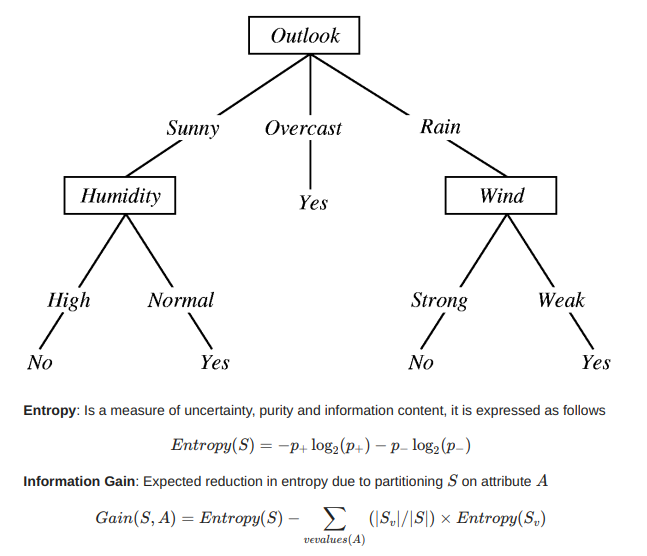 Outlook
Sunny Overcast Rain
Humidity Yes Wind
High Normal Strong Weak
No Yes No Yes
Entropy: Is a measure of uncertainty, purity and information content, it is expressed as follows
Entropy(S) = −p₊ log₂(p₊) − p₋ log₂(p₋)
Information Gain: Expected reduction in entropy due to partitioning S on attribute A
Gain(S, A) = Entropy(S) − ∑ (|Sᵥ|/|S|) × Entropy(Sᵥ)
vevalues(A)